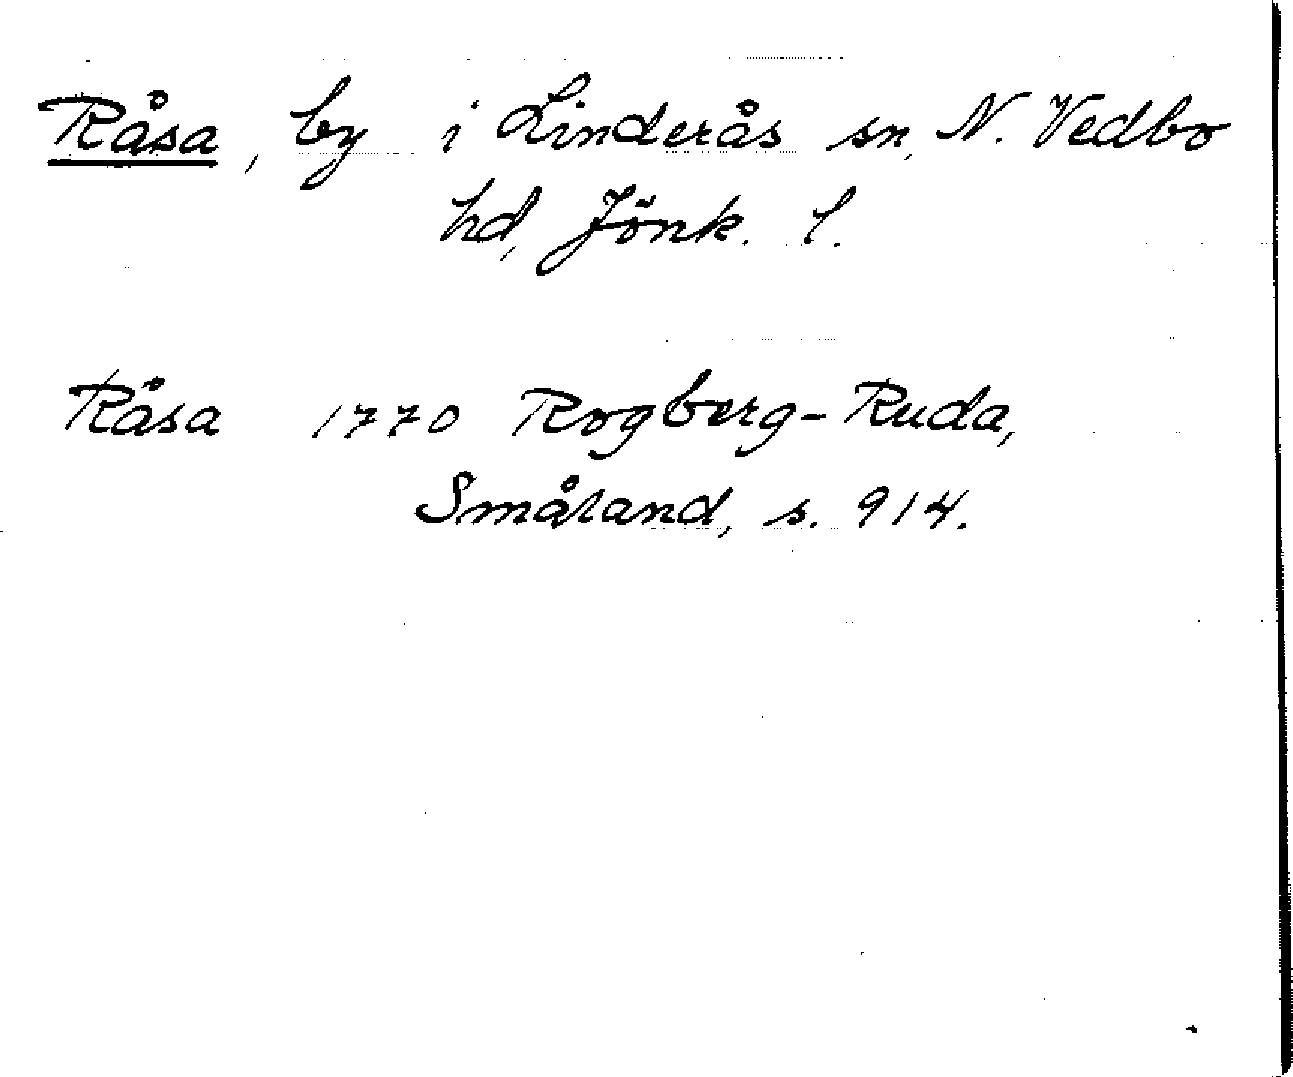 Råsa, by i Linderås sn, N. Vedbo
hd, Jönk. l.
Råsa 1770 Rogberg-Ruda,
Småland, s. 914.